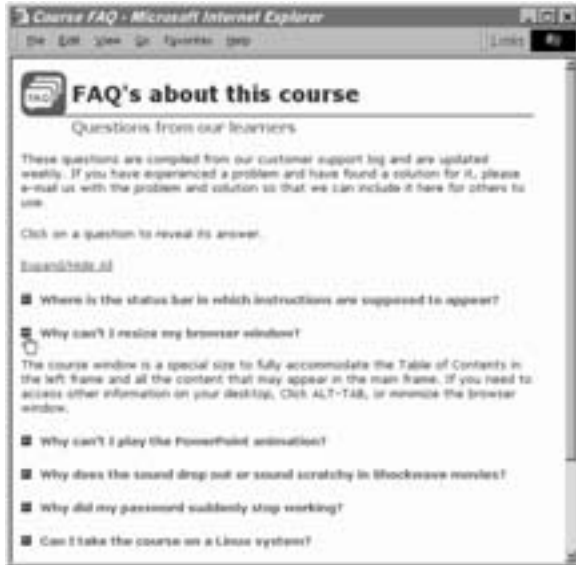 Course FAQ - Microsoft Internet Explorer
File Edit View Go Favorites Help Links
FAQ
FAQ's about this course
Questions from our learners
These questions are compiled from our customer support log and are updated
weekly. If you have experienced a problem and have found a solution for it, please
e-mail us with the problem and solution so that we can include it here for others to
use.
Click on a question to reveal its answer.
Expand/Hide All
Where is the status bar in which instructions are supposed to appear?
Why can't I resize my browser window?
The course window is a special size to fully accommodate the Table of Contents in
the left frame and all the content that may appear in the main frame. If you need to
access other information on your desktop, Click ALT-TAB, or minimize the browser
window.
Why can't I play the PowerPoint animation?
Why does the sound drop out or sound scratchy in Shockwave movies?
Why did my password suddenly stop working?
Can I take the course on a Linux system?